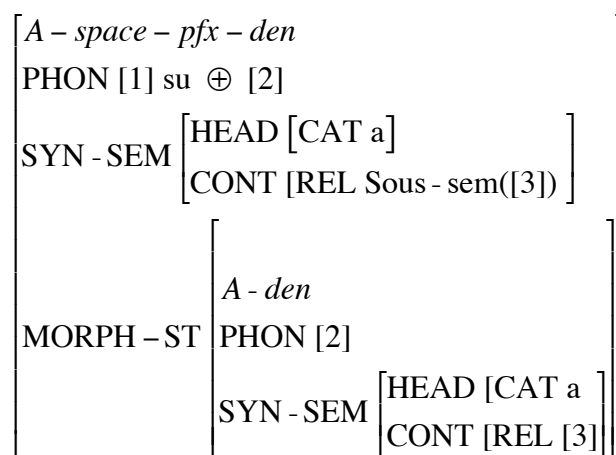 A – space – pfx – den
PHON [1] su ⊕ [2]
SYN - SEM [HEAD [CAT a]
CONT [REL Sous - sem([3]) ]
MORPH – ST [A - den
PHON [2]
SYN - SEM [HEAD [CAT a
CONT [REL [3]]